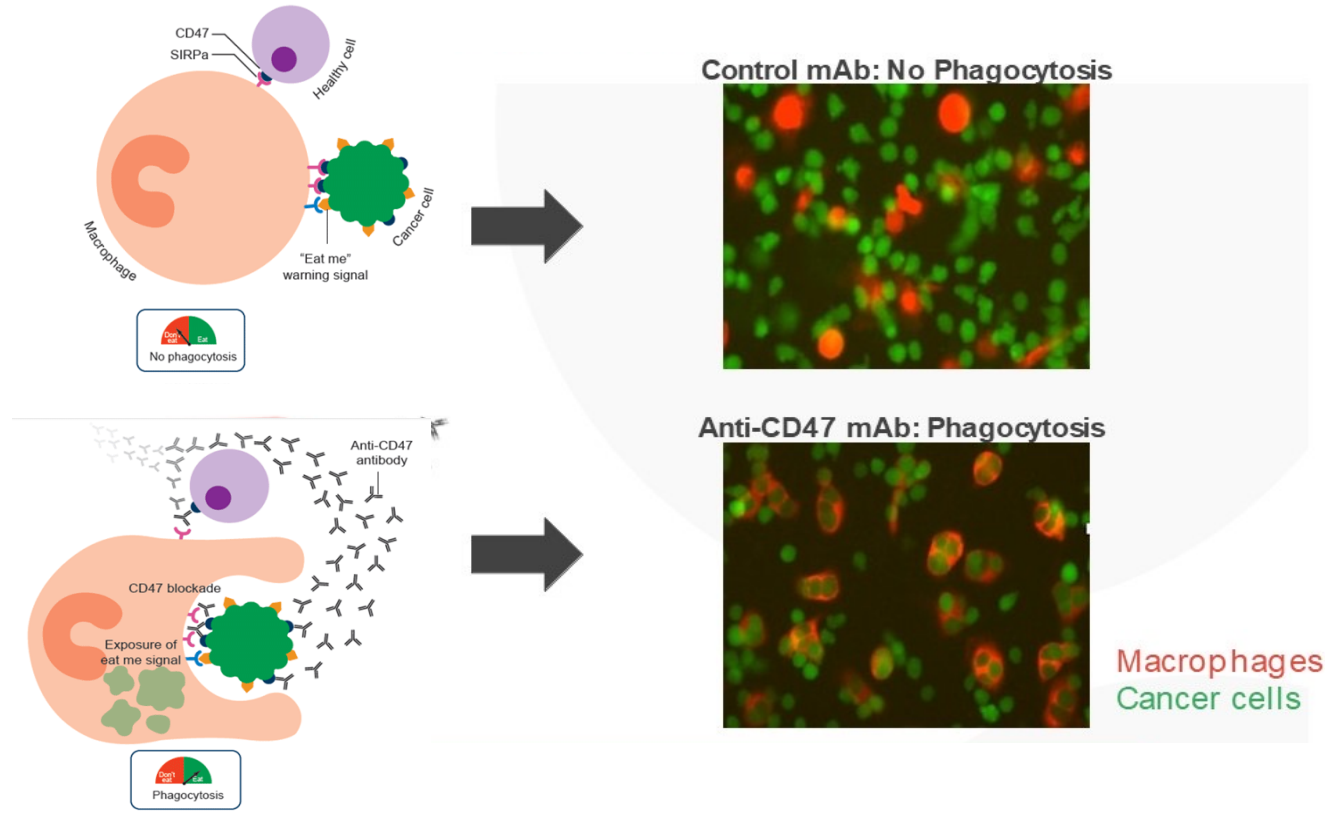 CD47
SIRPa
Healthy cell
Macrophage
Cancer cell
"Eat me"
warning signal
Don't
eat
Eat
No phagocytosis
Control mAb: No Phagocytosis
Anti-CD47
antibody
CD47 blockade
Exposure of
eat me signal
Don't
eat
Eat
Phagocytosis
Anti-CD47 mAb: Phagocytosis
Macrophages
Cancer cells